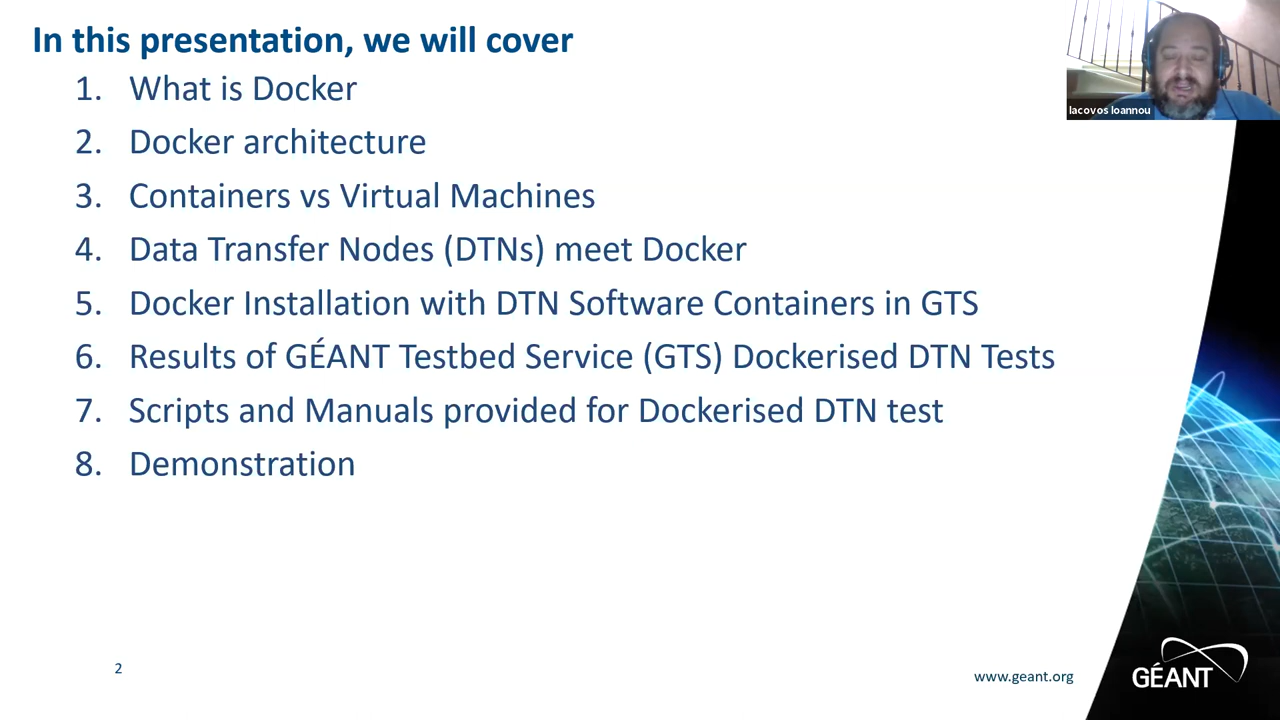 In this presentation, we will cover
1. What is Docker
2. Docker architecture
3. Containers vs Virtual Machines
4. Data Transfer Nodes (DTNs) meet Docker
5. Docker Installation with DTN Software Containers in GTS
6. Results of GÉANT Testbed Service (GTS) Dockerised DTN Tests
7. Scripts and Manuals provided for Dockerised DTN test
8. Demonstration
Iacovos Ioannou
2
www.geant.org
GÉANT